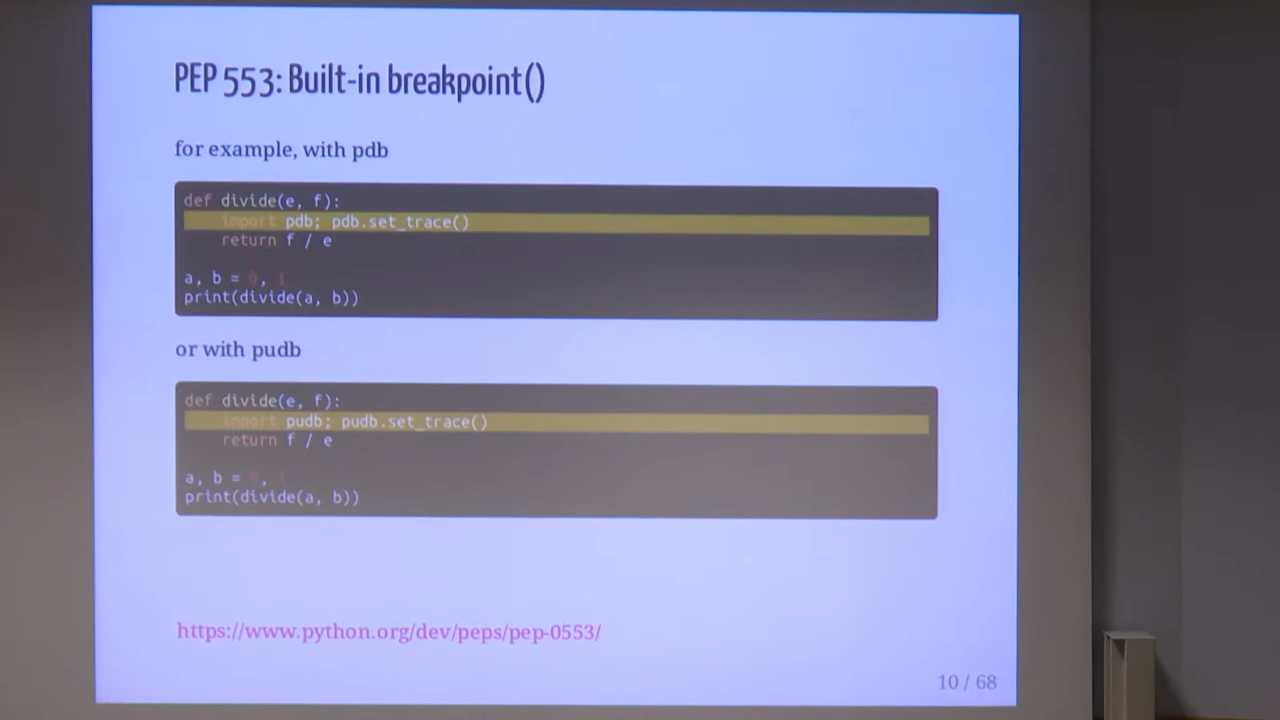 PEP 553: Built-in breakpoint()
for example, with pdb
def divide(e, f):
    import pdb; pdb.set_trace()
    return f / e
a, b = 0, 1
print(divide(a, b))
or with pudb
def divide(e, f):
    import pudb; pudb.set_trace()
    return f / e
a, b = ,
print(divide(a, b))
https://www.python.org/dev/peps/pep-0553/
10 / 68